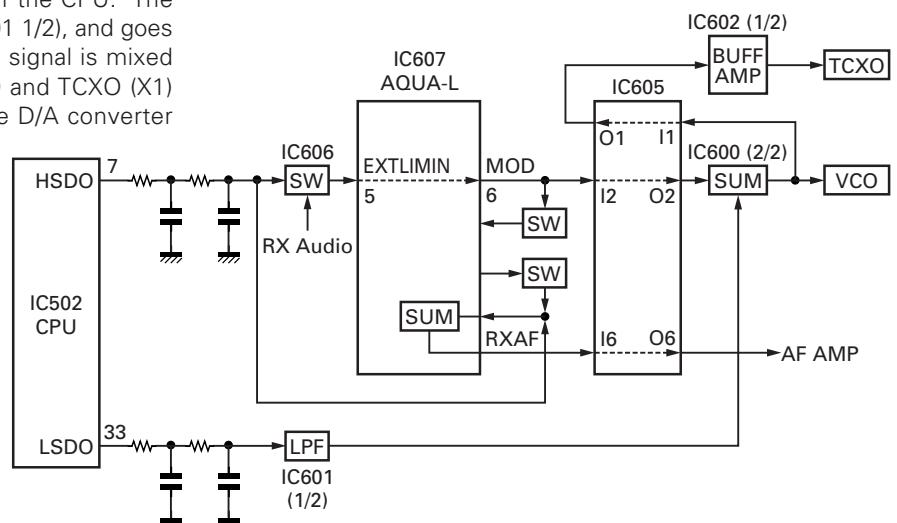 the CPU. The
1/2), and goes
signal is mixed
and TCXO (X1)
D/A converter
IC602 (1/2)
BUFF
AMP
TCXO
IC607
AQUA-L
IC605
O1
I1
IC606
SW
EXTLIMIN
5
MOD
6
I2
O2
IC600 (2/2)
SUM
VCO
7
HSDO
RX Audio
SW
SW
IC502
CPU
SUM
RXAF
I6
O6
AF AMP
LSDO
33
LPF
IC601
(1/2)